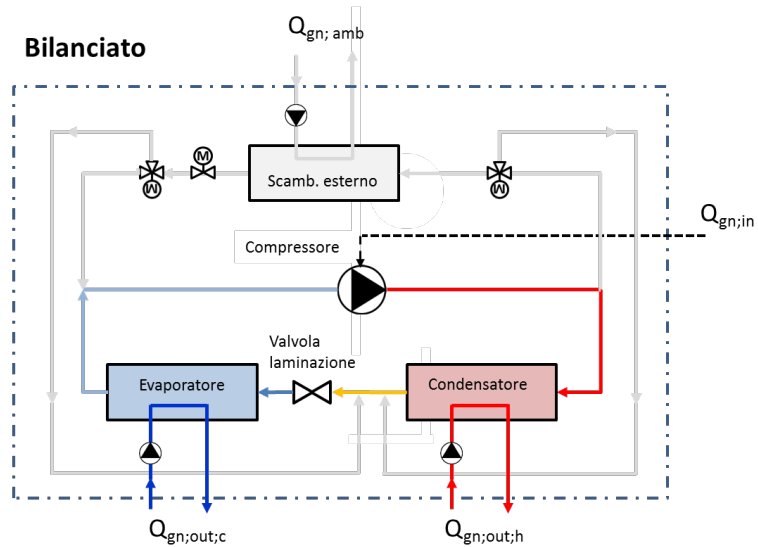 Bilanciato
Qgn; amb
M
M
M
Scamb. esterno
Qgn;in
Compressore
Valvola
laminazione
Evaporatore
Condensatore
Qgn;out;c
Qgn;out;h